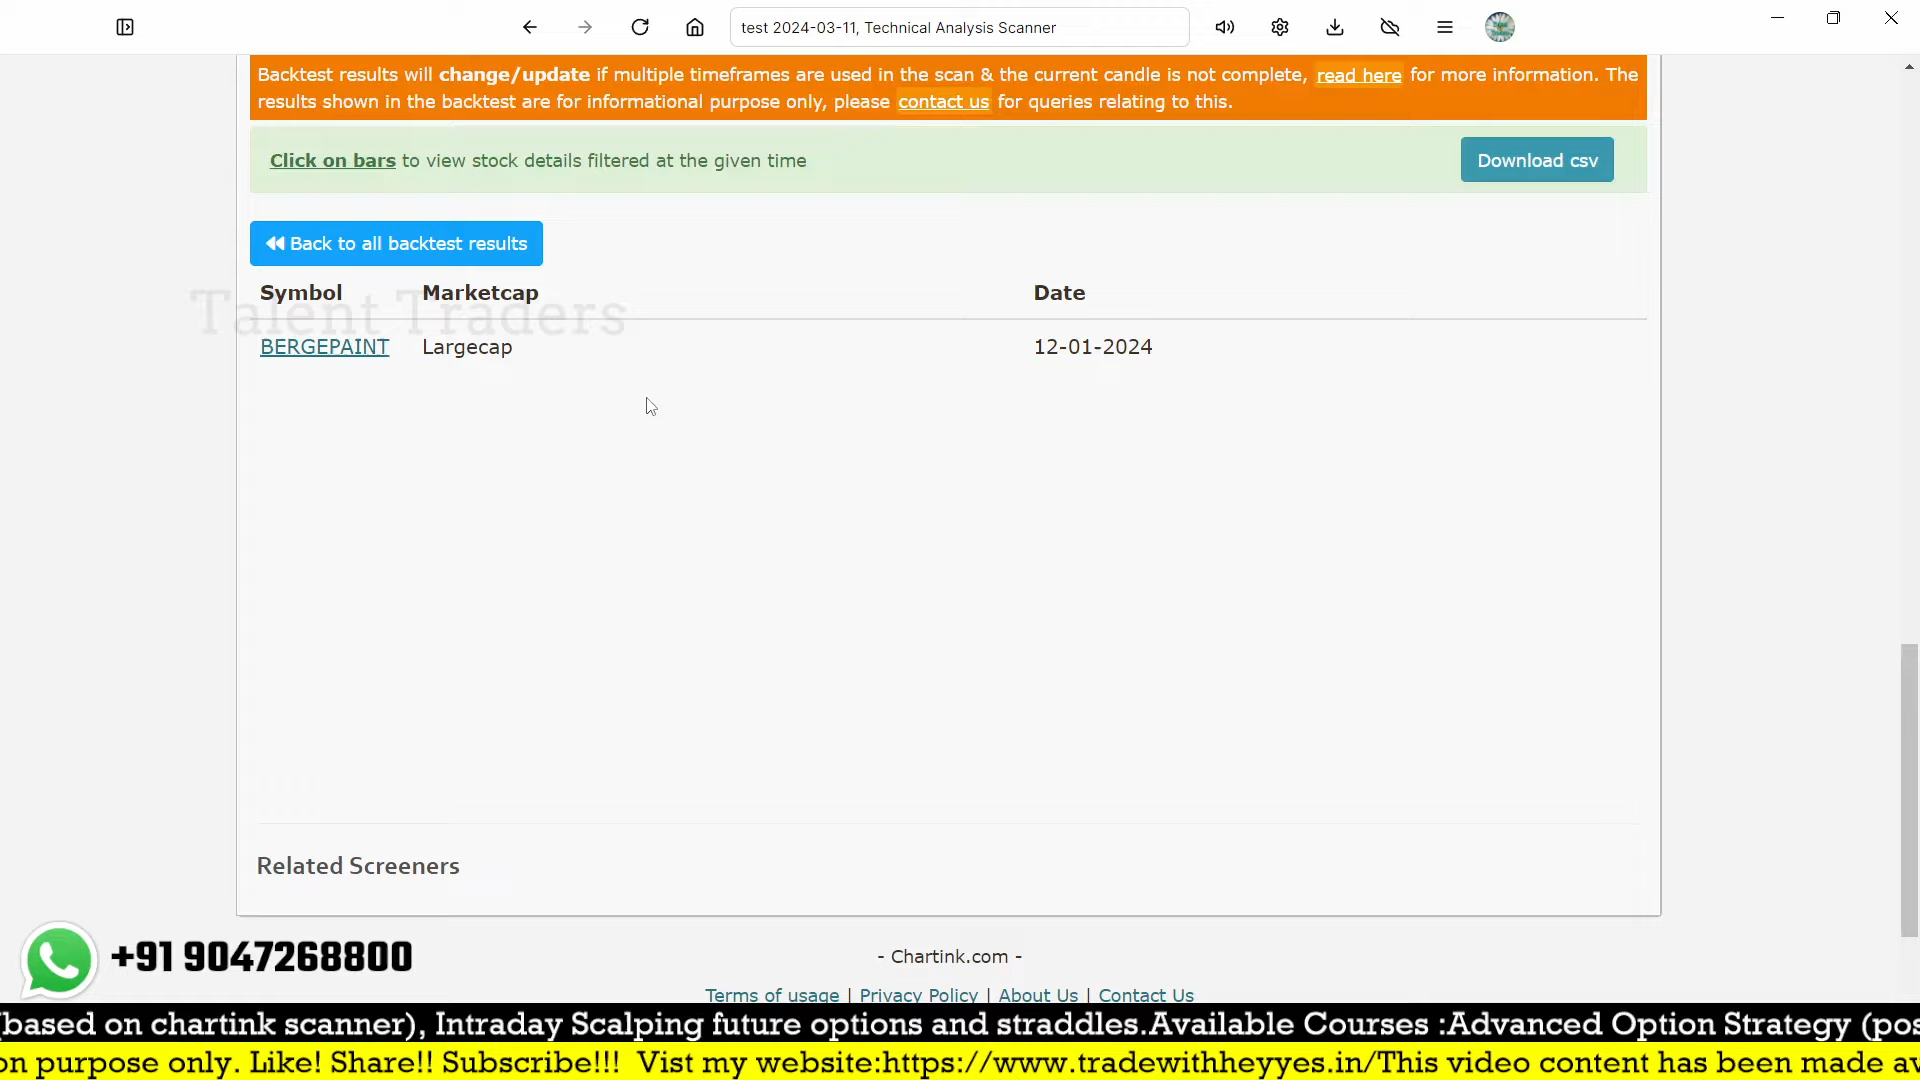 test 2024-03-11, Technical Analysis Scanner
Backtest results will change/update if multiple timeframes are used in the scan & the current candle is not complete, read here for more information. The
results shown in the backtest are for informational purpose only, please contact us for queries relating to this.
Click on bars to view stock details filtered at the given time
Download csv
Back to all backtest results
Symbol Marketcap Date
Talent Traders
BERGEPAINT Largecap 12-01-2024
Related Screeners
+91 9047268800
- Chartink.com -
Terms of usage | Privacy Policy | About Us | Contact Us
(based on chartink scanner), Intraday Scalping future options and straddles.Available Courses :Advanced Option Strategy (pos
on purpose only. Like! Share!! Subscribe!!! Vist my website:https://www.tradewithheyyes.in/This video content has been made av